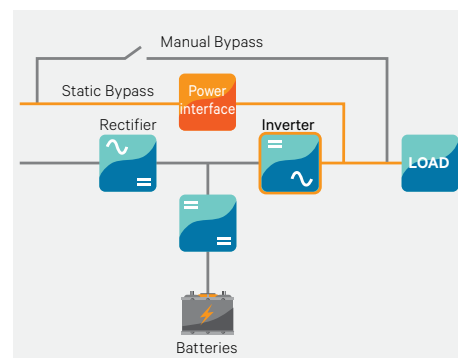 Manual Bypass
Static Bypass
Power
interface
Rectifier
Inverter
LOAD
Batteries